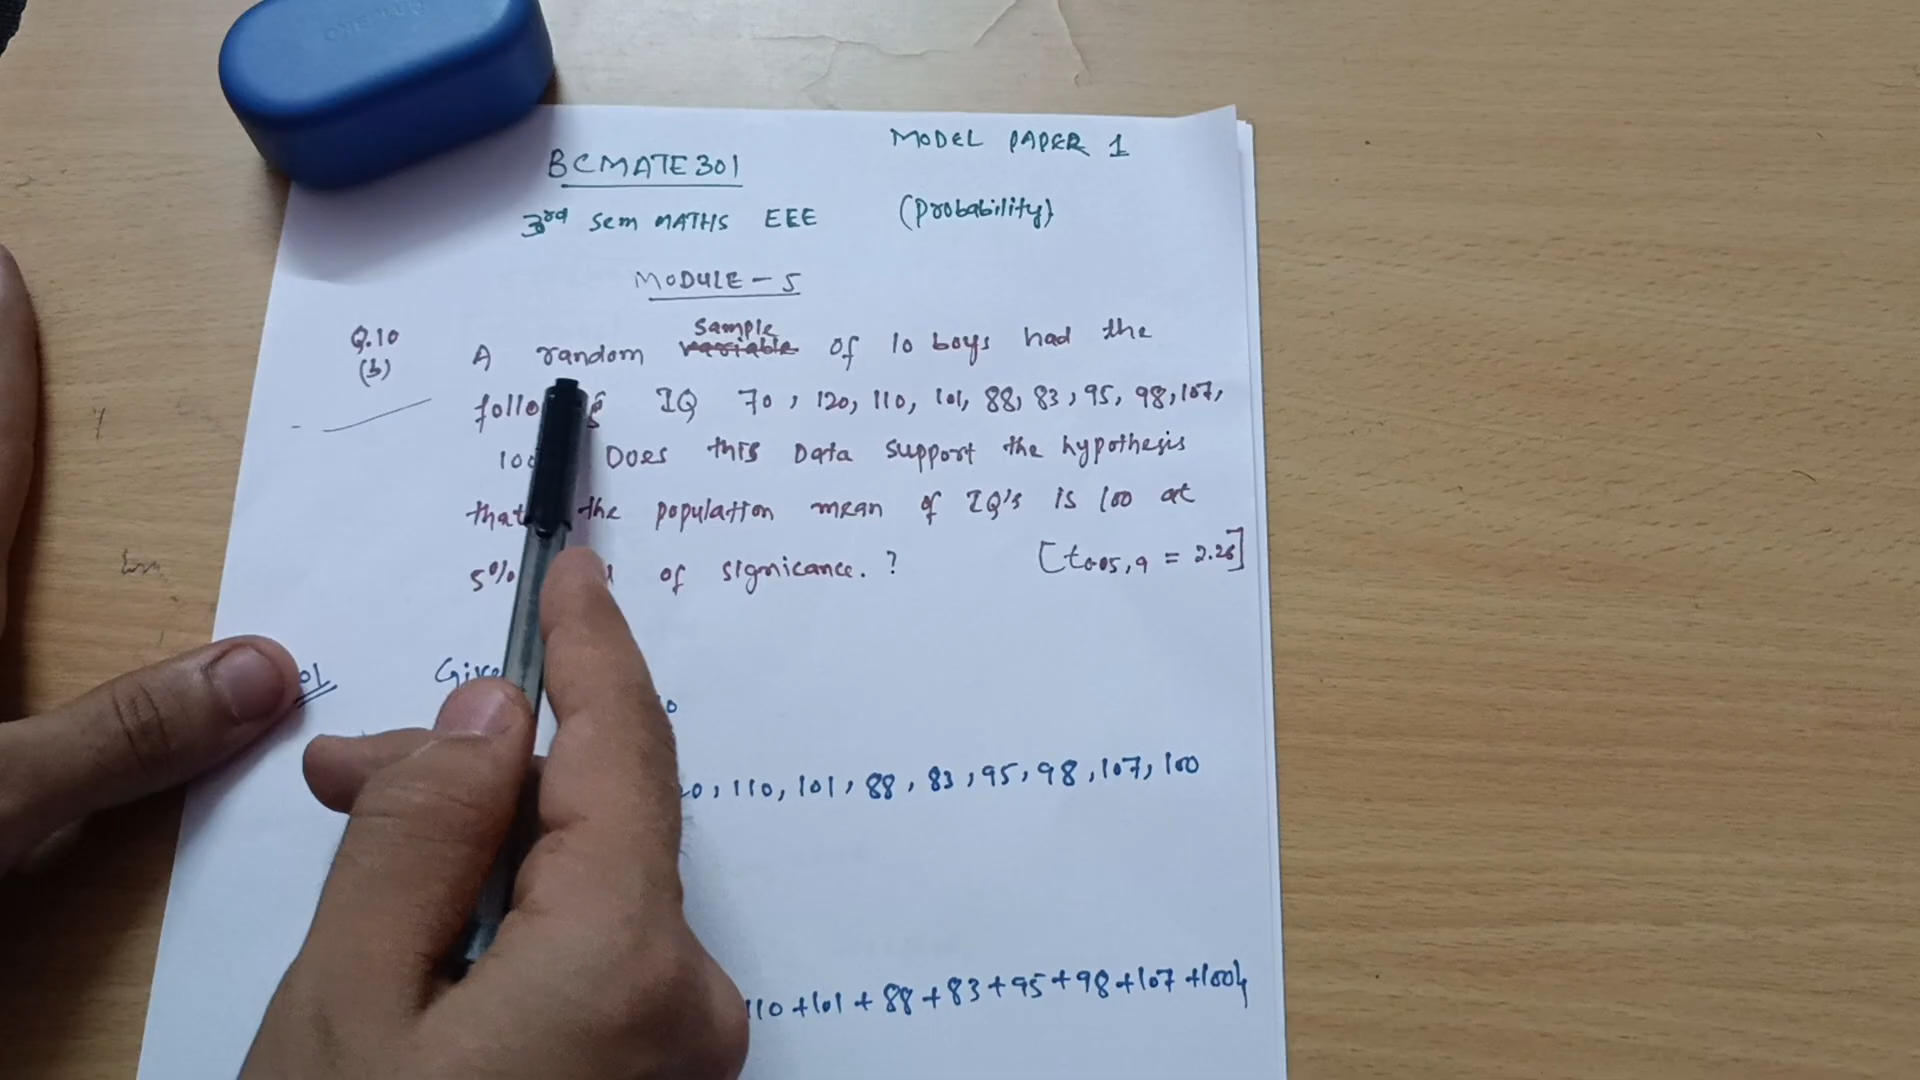 MODEL PAPER 1
BCMATE301
3rd Sem MATHS EEE (Probability)
MODULE - 5
Q.10
(b)
Sample
A random variable of 10 boys had the
IQ 70, 120, 110, 101, 88, 83, 95, 98, 107,
Does this Data support the hypothesis
that the population mean of IQ's is 100 at
5% of signicance. ?
[t0.05,9 = 2.26]
110, 101, 88, 83, 95, 98, 107, 100
110 +101 + 88 + 83 + 95 + 98 + 107 + 100}